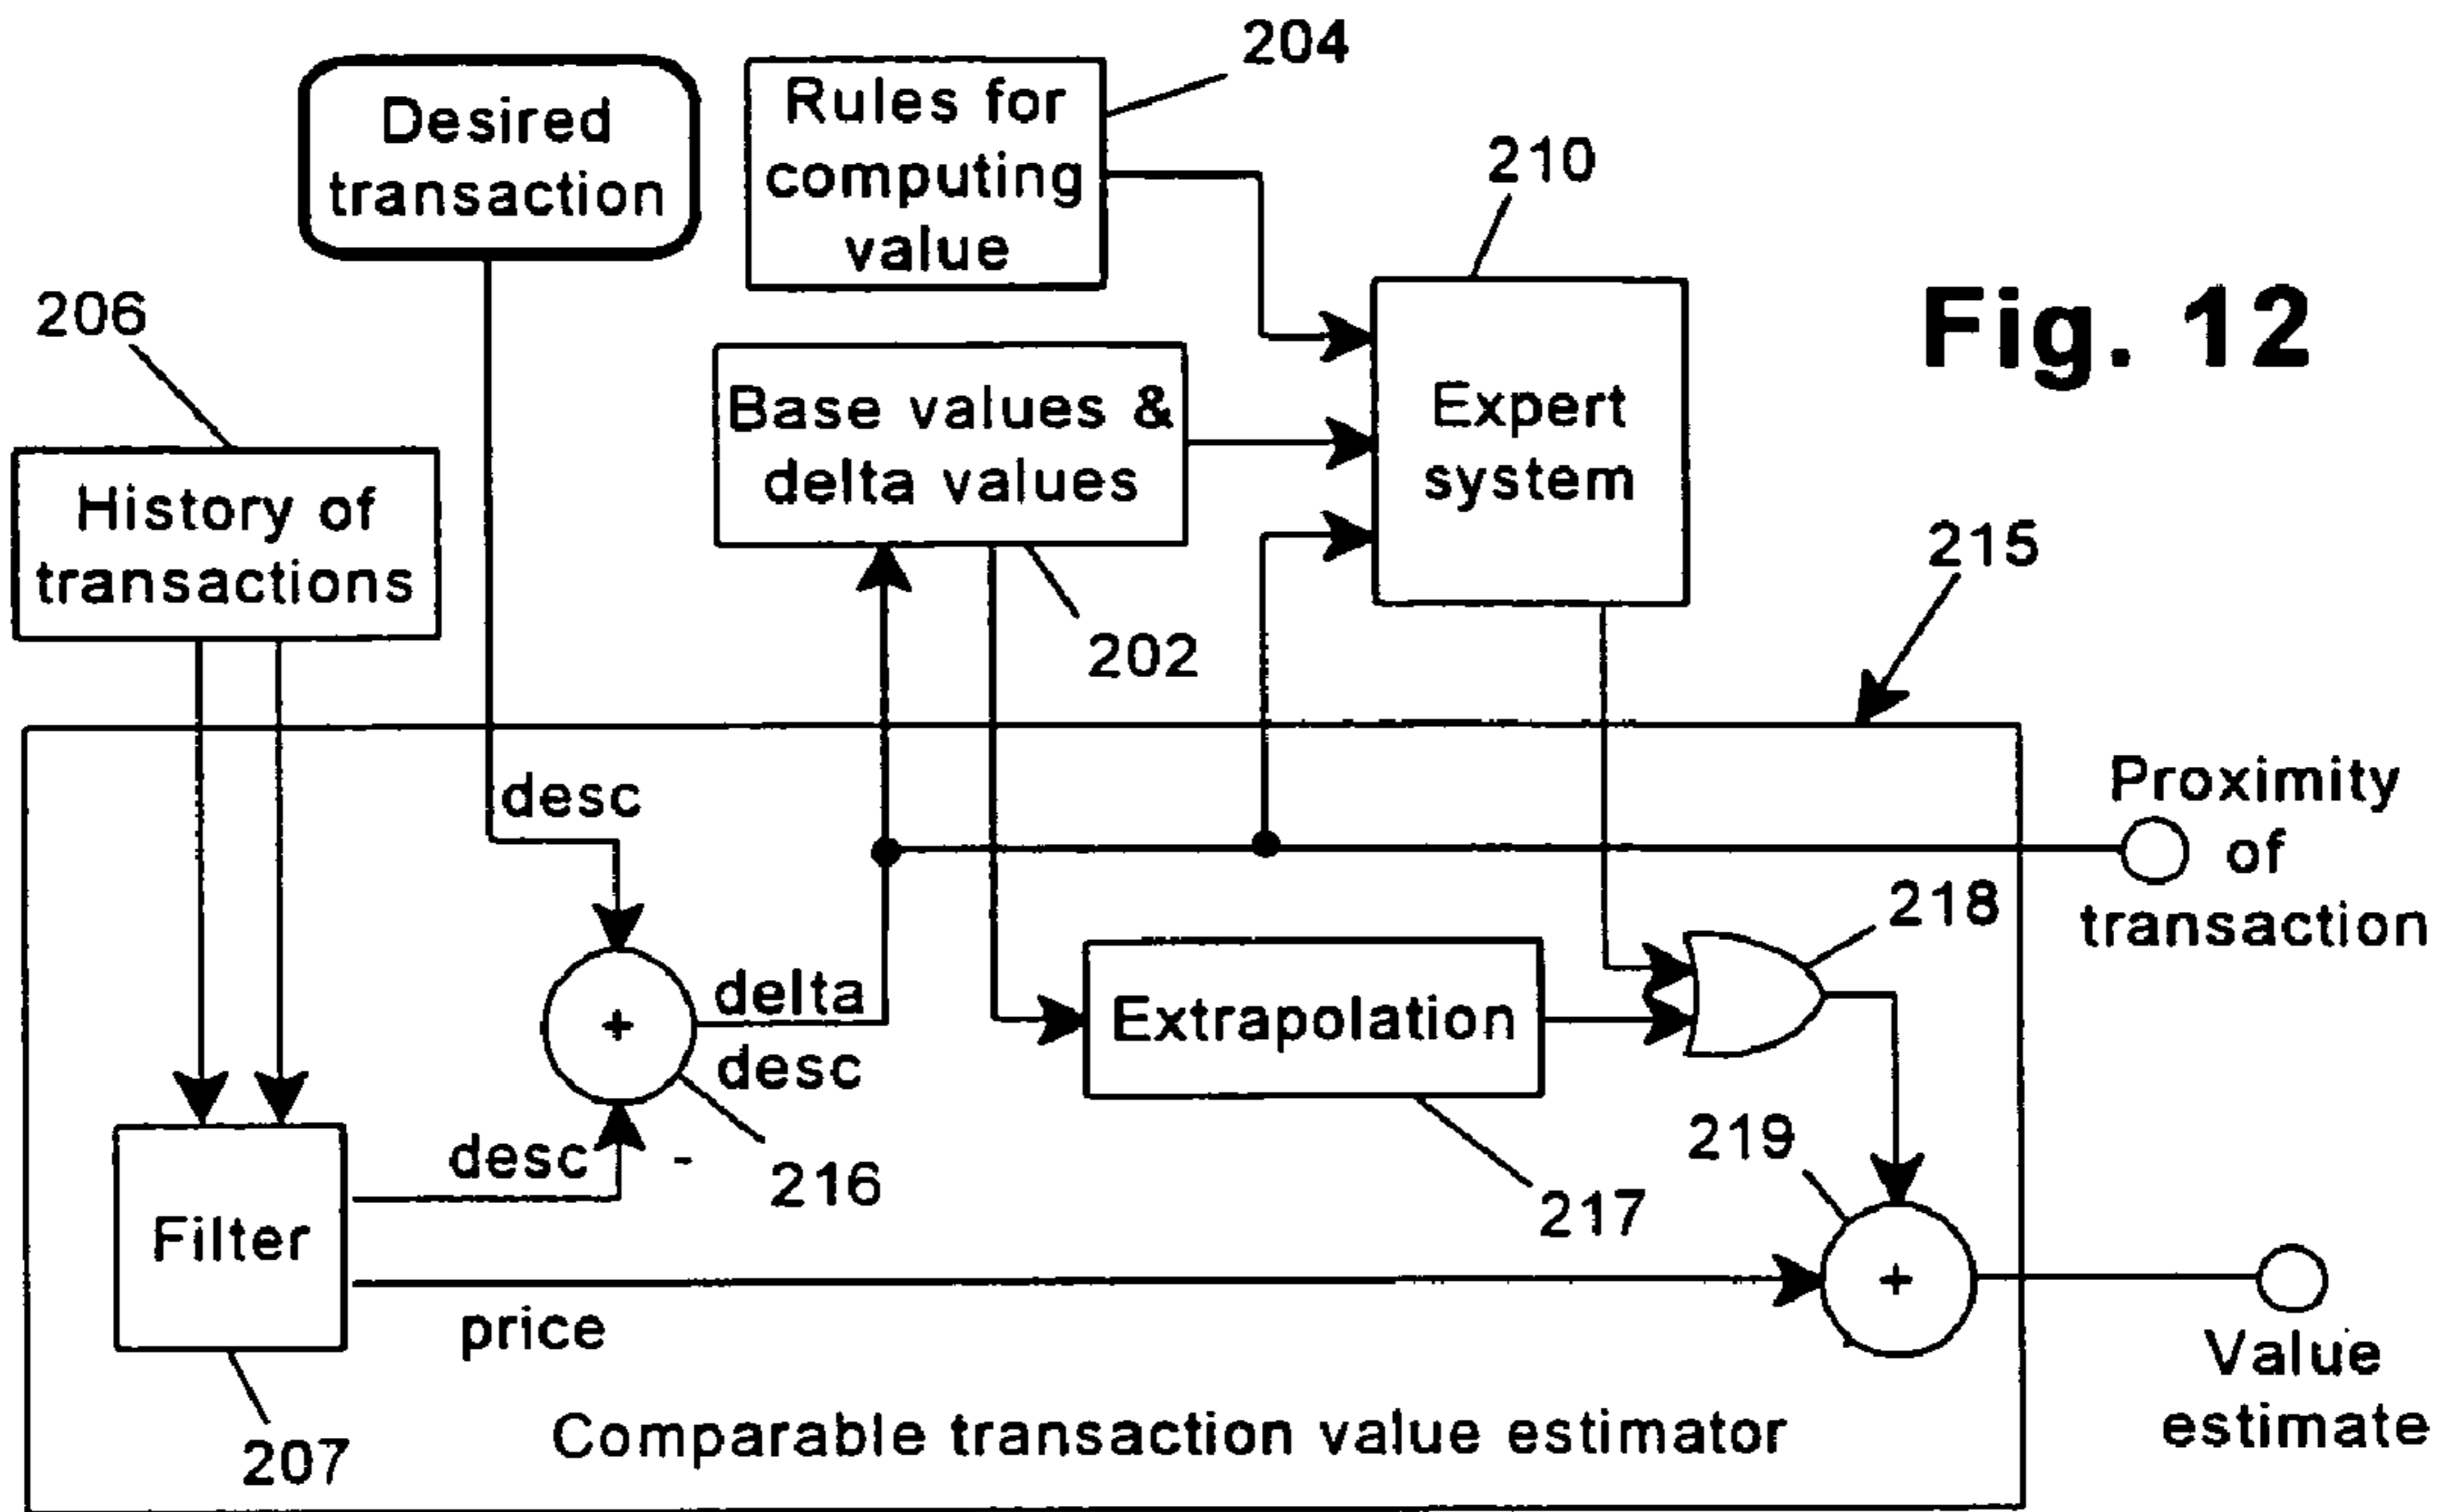 204
Desired
transaction
Rules for
computing
value
210
Fig. 12
206
Base values &
delta values
Expert
system
History of
transactions
215
202
desc
Proximity
of
transaction
218
delta
desc
+
Extrapolation
219
desc
-
216
217
Filter
+
price
Value
estimate
Comparable transaction value estimator
207